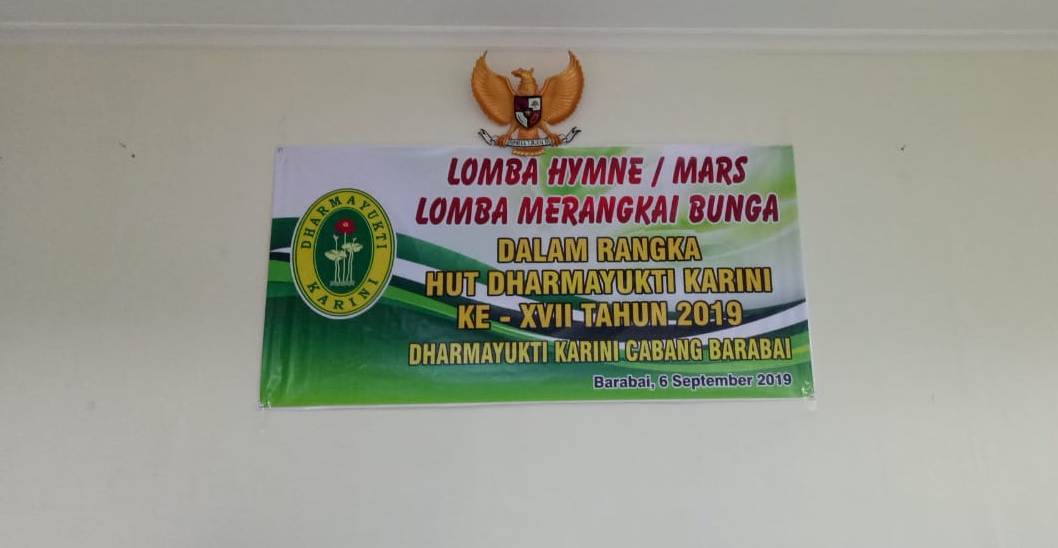 LOMBA HYMNE / MARS
LOMBA MERANGKAI BUNGA
DHARMAYUKTI
KARINI
DALAM RANGKA
HUT DHARMAYUKTI KARINI
KE - XVII TAHUN 2019
DHARMAYUKTI KARINI CABANG BARABAI
Barabai, 6 September 2019